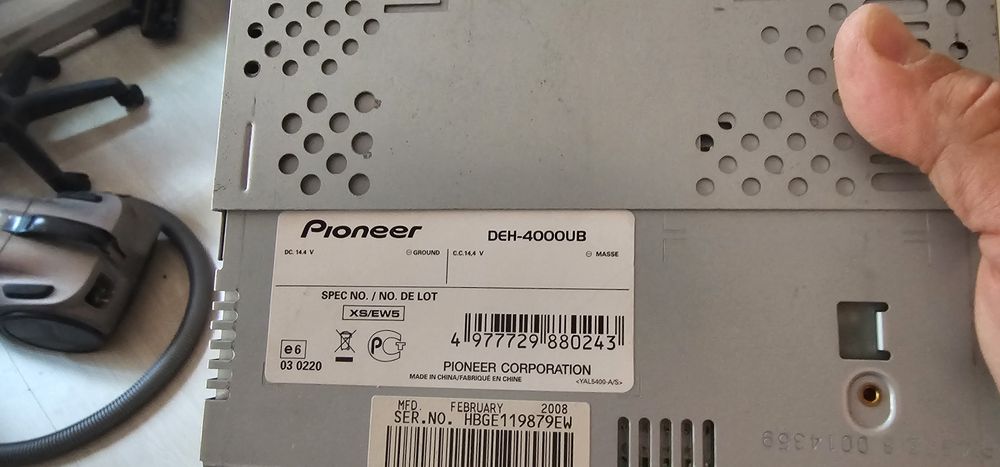 Pioneer
DEH-4000UB
DC. 14.4 V
⊖ GROUND
C.C.14,4 V
⊖ MASSE
SPEC NO. / NO. DE LOT
XS/EW5
e6
03 0220
4 977729 880243
PIONEER CORPORATION
MADE IN CHINA/FABRIQUÉ EN CHINE
<YAL5409-A/S>
MFD FEBRUARY 2008
SER.NO. HBGE119879EW